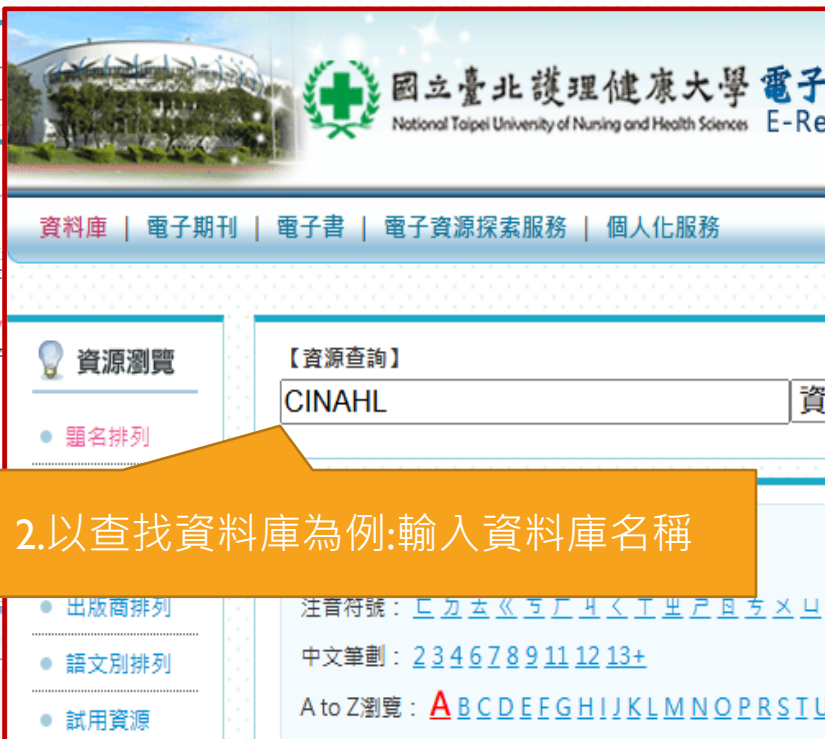 國立臺北護理健康大學 電子
National Taipei University of Nursing and Health Sciences E-Re
資料庫 | 電子期刊 | 電子書 | 電子資源探索服務 | 個人化服務
資源瀏覽
題名排列
【資源查詢】
CINAHL
資
2.以查找資料庫為例:輸入資料庫名稱
出版商排列
語文別排列
試用資源
注音符號： ㄈ ㄉ ㄊ ㄍ ㄎ ㄏ ㄐ ㄑ ㄒ ㄓ ㄕ ㄖ ㄘ ㄨ ㄩ
中文筆劃： 2 3 4 6 7 8 9 11 12 13+
A to Z瀏覽： A B C D E F G H I J K L M N O P R S T U